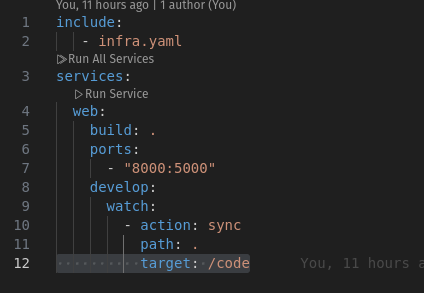 You, 11 hours ago | 1 author (You)
1 include:
2 - infra.yaml
Run All Services
3 services:
Run Service
4 web:
5 build: .
6 ports:
7 - "8000:5000"
8 develop:
9 watch:
10 - action: sync
11 path: .
12 target: /code You, 11 hours a